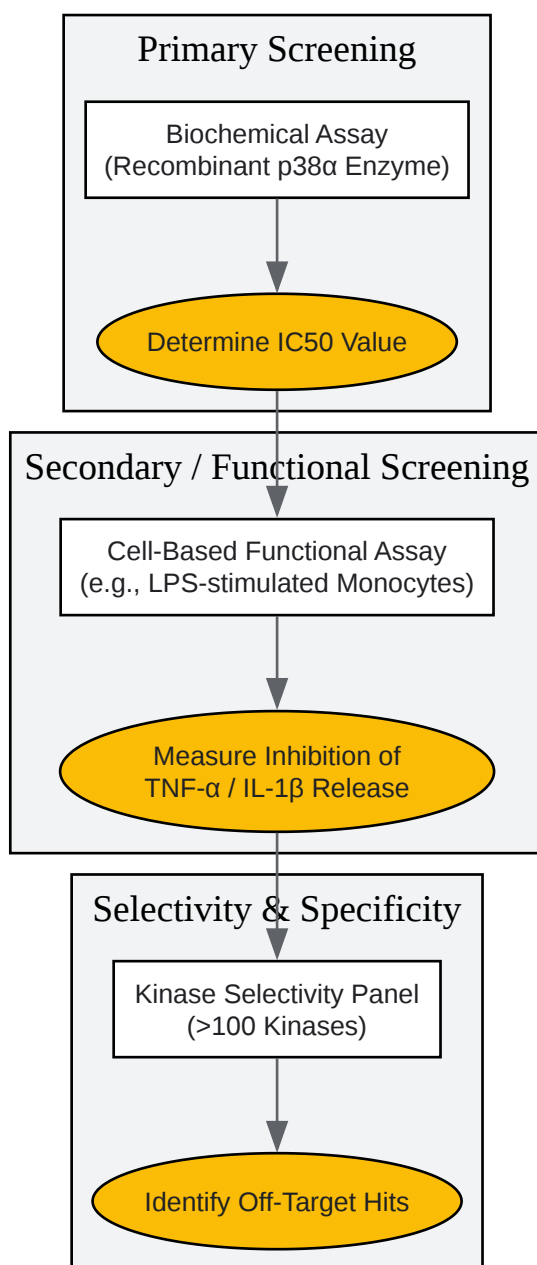 Primary Screening
Biochemical Assay
(Recombinant p38α Enzyme)
Determine IC50 Value
Secondary / Functional Screening
Cell-Based Functional Assay
(e.g., LPS-stimulated Monocytes)
Measure Inhibition of
TNF-α / IL-1β Release
Selectivity & Specificity
Kinase Selectivity Panel
(>100 Kinases)
Identify Off-Target Hits